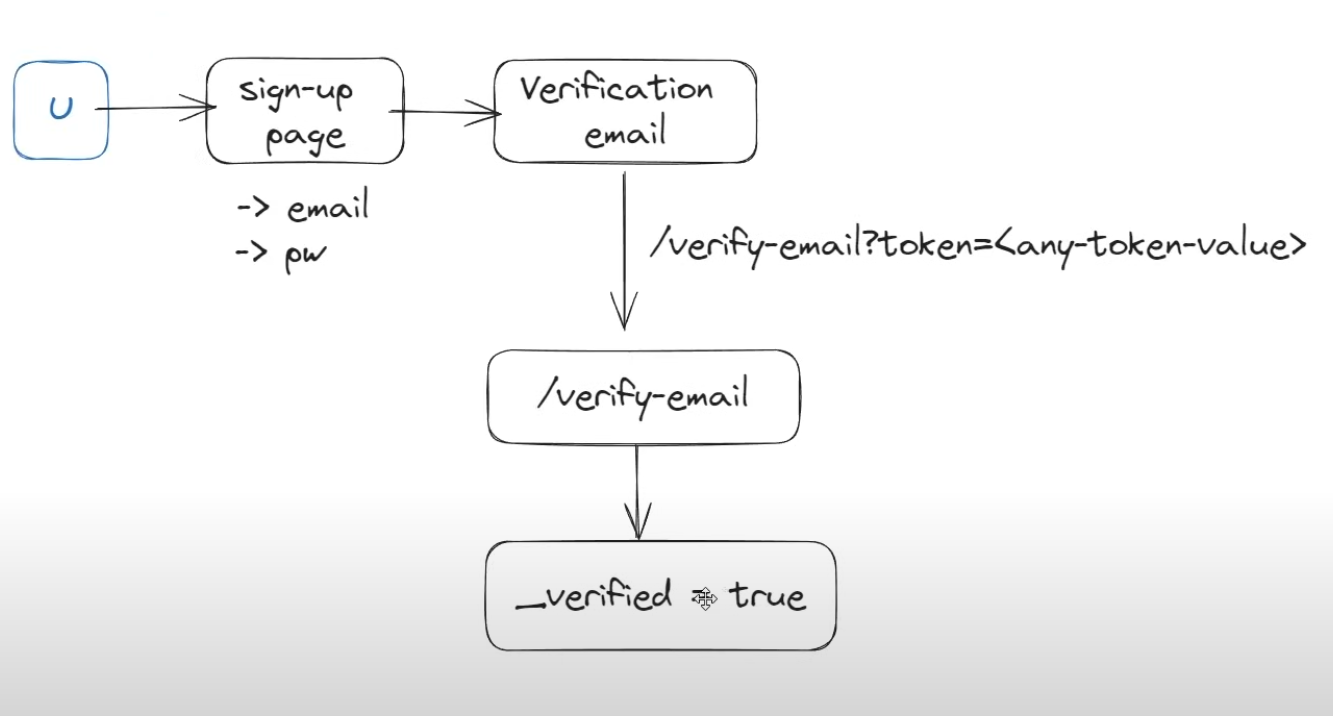 U
sign-up
page
-> email
-> pw
Verification
email
/verify-email?token=<any-token-value>
/verify-email
_verified = true